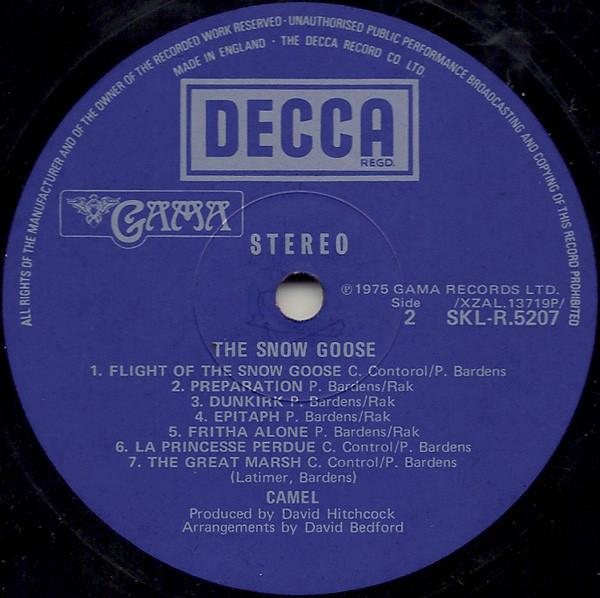 ALL RIGHTS OF THE MANUFACTURER AND OF THE OWNER OF THE RECORDED WORK RESERVED · UNAUTHORISED PUBLIC PERFORMANCE BROADCASTING AND COPYING OF THIS RECORD PROHIBITED
MADE IN ENGLAND · THE DECCA RECORD CO LTD.
DECCA
REGD.
GAMA
STEREO
℗ 1975 GAMA RECORDS LTD.
Side /XZAL.13719P/
2 SKL-R.5207
THE SNOW GOOSE
1. FLIGHT OF THE SNOW GOOSE C. Contorol/P. Bardens
2. PREPARATION P. Bardens/Rak
3. DUNKIRK P. Bardens/Rak
4. EPITAPH P. Bardens/Rak
5. FRITHA ALONE P. Bardens/Rak
6. LA PRINCESSE PERDUE C. Control/P. Bardens
7. THE GREAT MARSH C. Control/P. Bardens
(Latimer, Bardens)
CAMEL
Produced by David Hitchcock
Arrangements by David Bedford